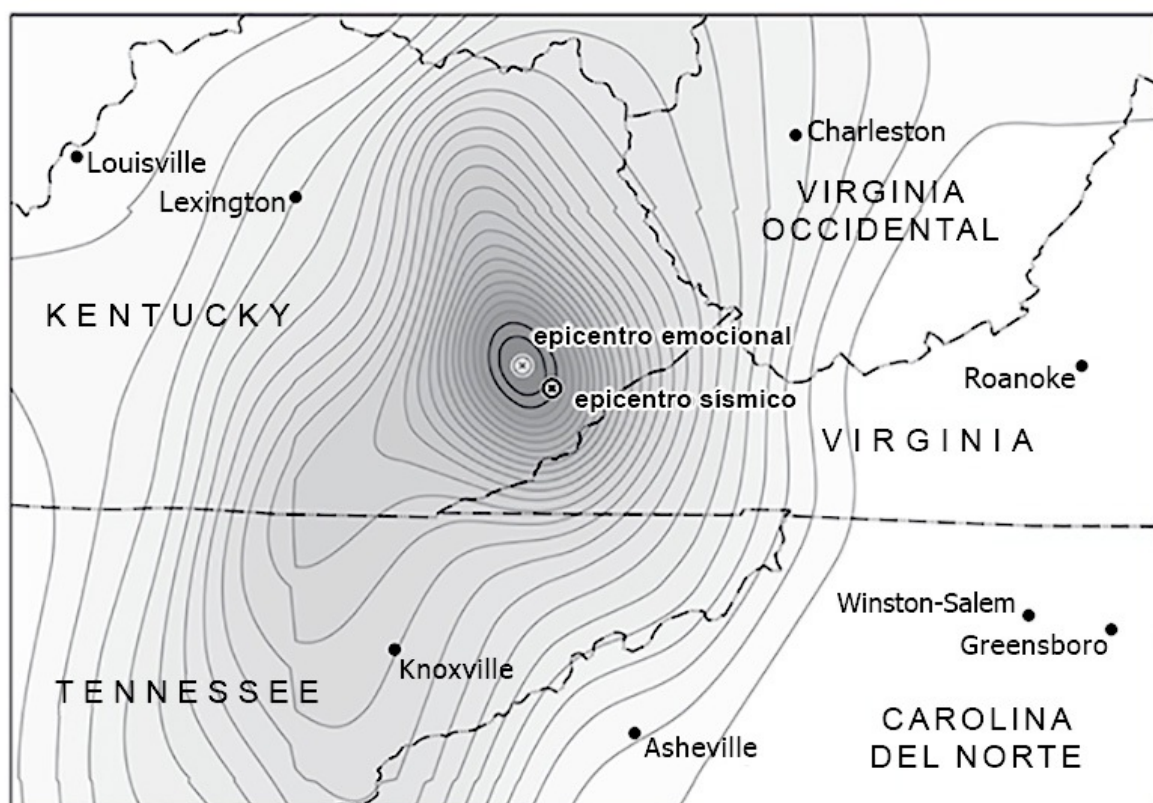 Charleston
Louisville
VIRGINIA
OCCIDENTAL
Lexington
KENTUCKY
epicentro emocional
Roanoke
epicentro sísmico
VIRGINIA
Winston-Salem
Greensboro
Knoxville
TENNESSEE
CAROLINA
DEL NORTE
Asheville